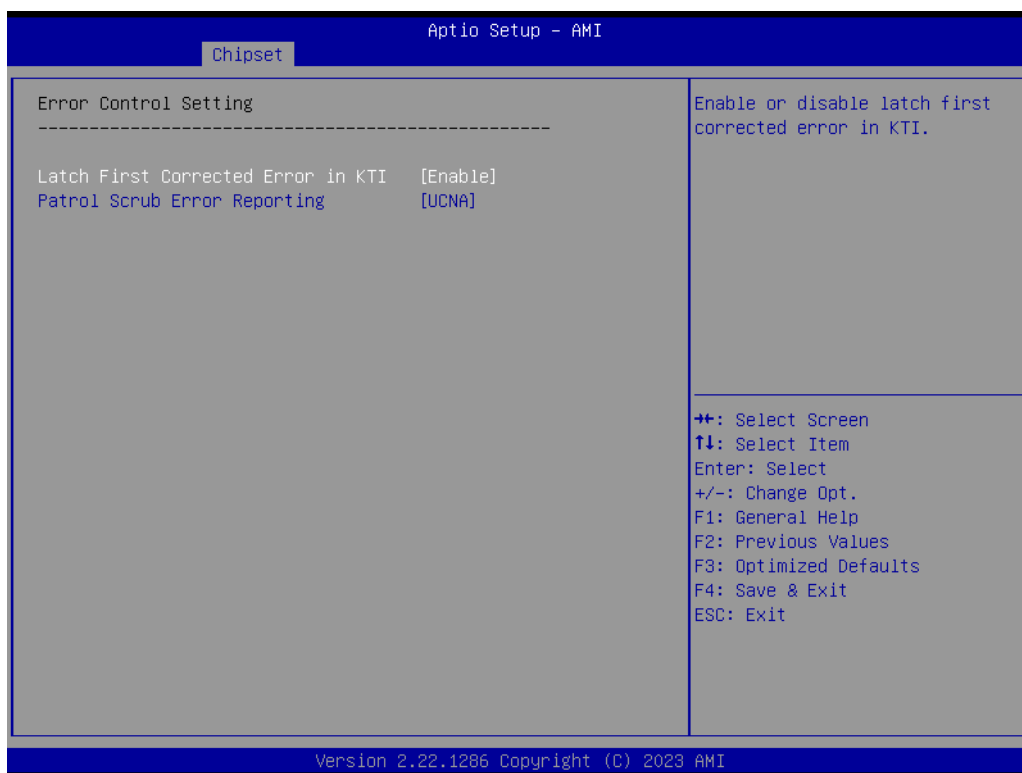 Aptio Setup – AMI
Chipset
Error Control Setting
--------------------------------------------------
Latch First Corrected Error in KTI [Enable]
Patrol Scrub Error Reporting [UCNA]
Enable or disable latch first
corrected error in KTI.
→←: Select Screen
↑↓: Select Item
Enter: Select
+/-: Change Opt.
F1: General Help
F2: Previous Values
F3: Optimized Defaults
F4: Save & Exit
ESC: Exit
Version 2.22.1286 Copyright (C) 2023 AMI